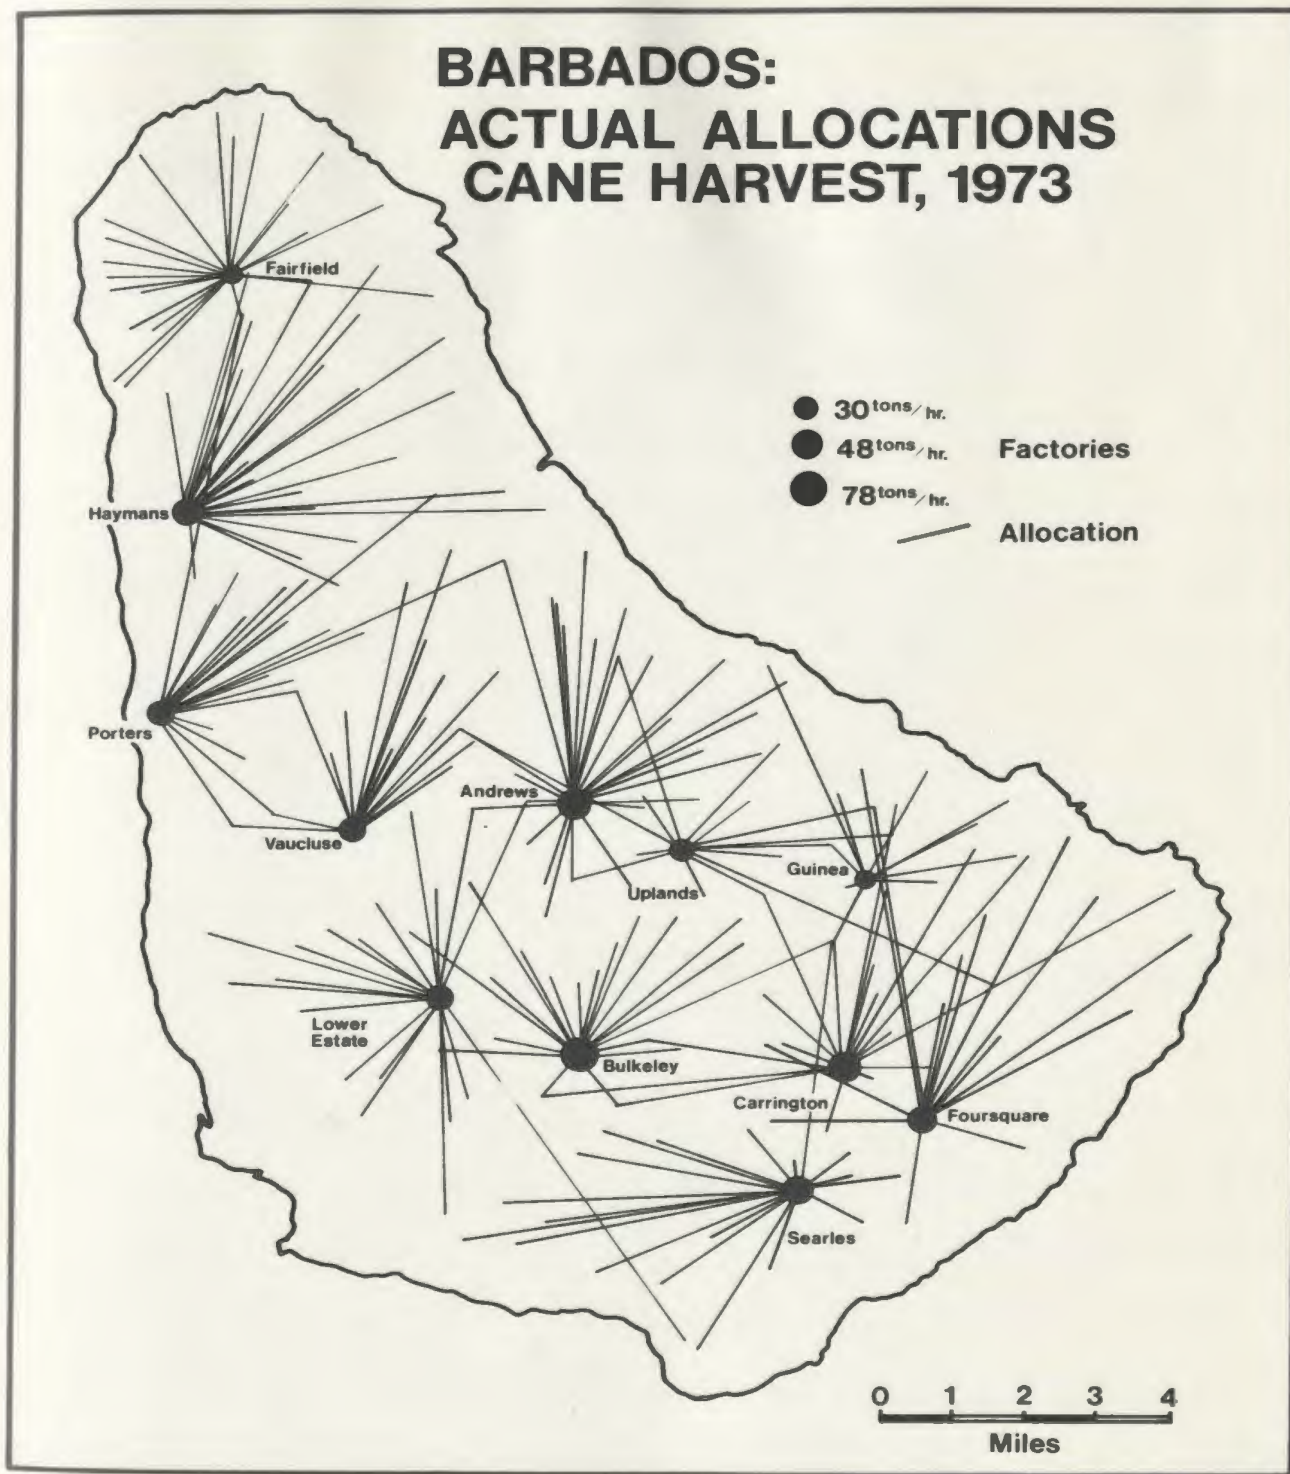 BARBADOS:
ACTUAL ALLOCATIONS
CANE HARVEST, 1973
Fairfield
30 tons/hr.
48 tons/hr.
Factories
78 tons/hr.
Allocation
Haymans
Porters
Andrews
Vaucluse
Uplands
Guinea
Lower
Estate
Bulkeley
Carrington
Foursquare
Searles
0 1 2 3 4
Miles